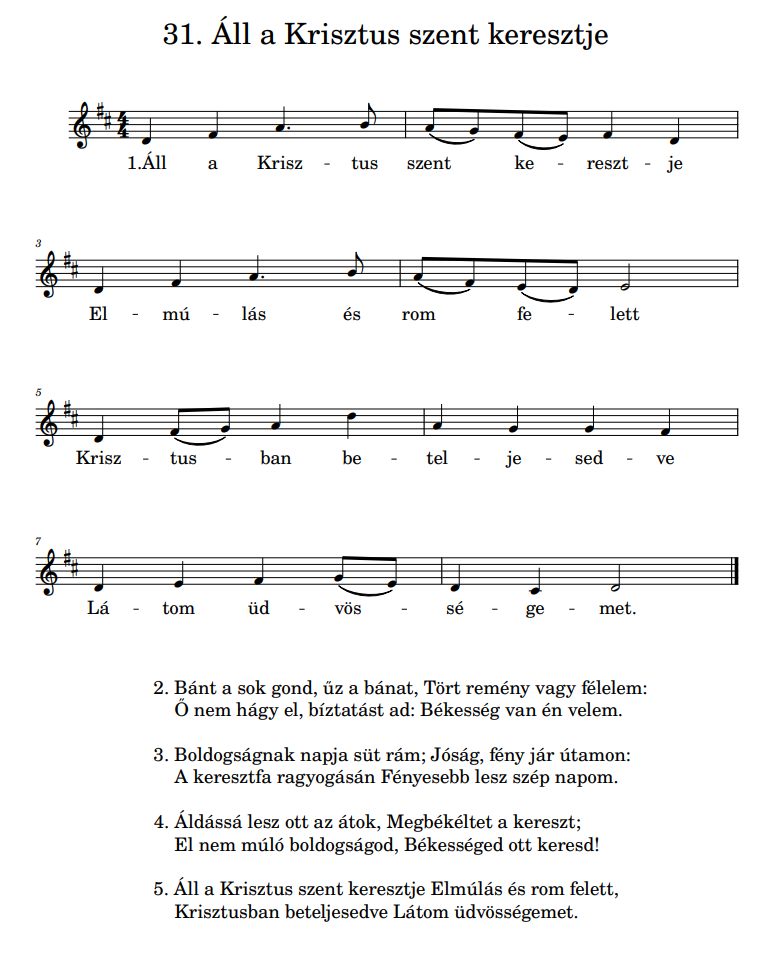 31. Áll a Krisztus szent keresztje
4
4
1.Áll a Krisz - tus szent ke - reszt - je
3
El - mú - lás és rom fe - lett
5
Krisz - tus - ban be - tel - je - sed - ve
7
Lá - tom üd - vös - sé - ge - met.
2. Bánt a sok gond, űz a bánat, Tört remény vagy félelem:
Ő nem hágy el, bíztatást ad: Békesség van én velem.
3. Boldogságnak napja süt rám; Jóság, fény jár útamon:
A keresztfa ragyogásán Fényesebb lesz szép napom.
4. Áldássá lesz ott az átok, Megbékéltet a kereszt;
El nem múló boldogságod, Békességed ott keresd!
5. Áll a Krisztus szent keresztje Elmúlás és rom felett,
Krisztusban beteljesedve Látom üdvösségemet.